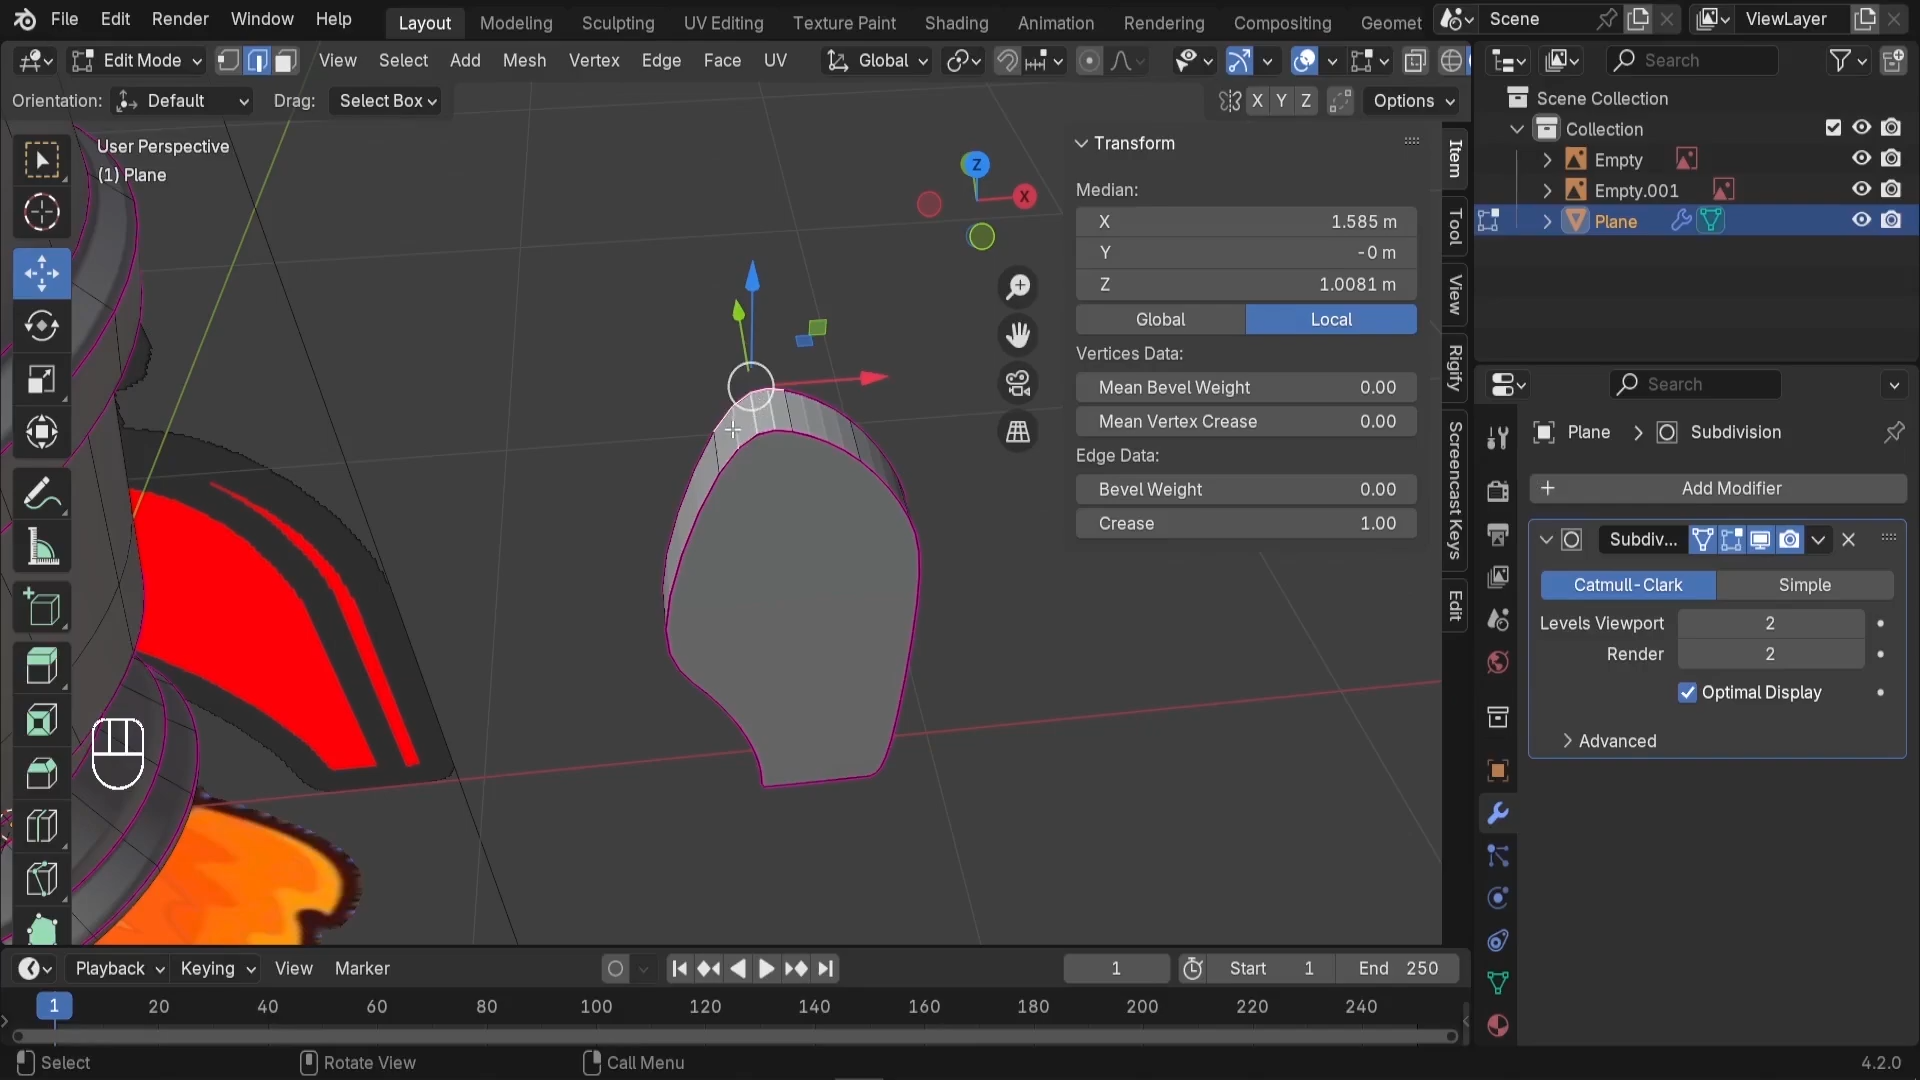 File Edit Render Window Help Layout Modeling Sculpting UV Editing Texture Paint Shading Animation Rendering Compositing Geomet Scene ViewLayer
Edit Mode View Select Add Mesh Vertex Edge Face UV Global Search
Orientation: Default Drag: Select Box X Y Z Options
Scene Collection
Collection
Empty
Empty.001
Plane
User Perspective
(1) Plane
Z
X
Transform
Median:
X 1.585 m
Y -0 m
Z 1.0081 m
Global Local
Vertices Data:
Mean Bevel Weight 0.00
Mean Vertex Crease 0.00
Edge Data:
Bevel Weight 0.00
Crease 1.00
Item
Tool
View
Rigify
Screencast Keys
Edit
Search
Plane Subdivision
Add Modifier
Subdiv...
Catmull-Clark Simple
Levels Viewport 2
Render 2
Optimal Display
Advanced
Playback Keying View Marker 1 Start 1 End 250
1 20 40 60 80 100 120 140 160 180 200 220 240
Select Rotate View Call Menu 4.2.0